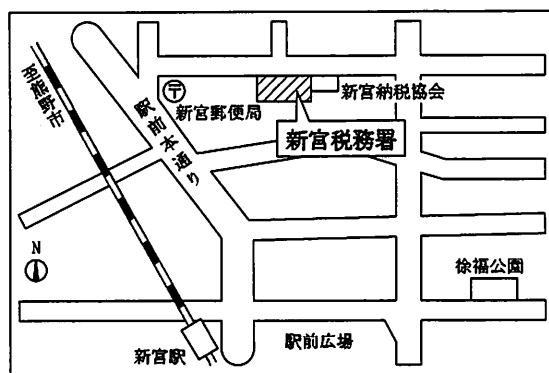 至熊野市
駅前本通り
〒
新宮郵便局
新宮納税協会
新宮税務署
N
徐福公園
新宮駅
駅前広場